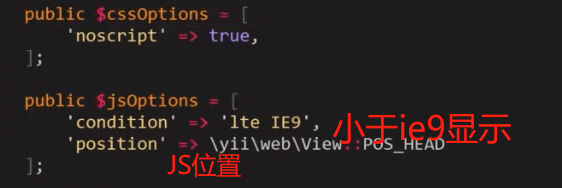 public $cssOptions = [
'noscript' => true,
];
public $jsOptions = [
'condition' => 'lte IE9', 小于ie9显示
'position' => \yii\web\View::POS_HEAD
]; JS位置